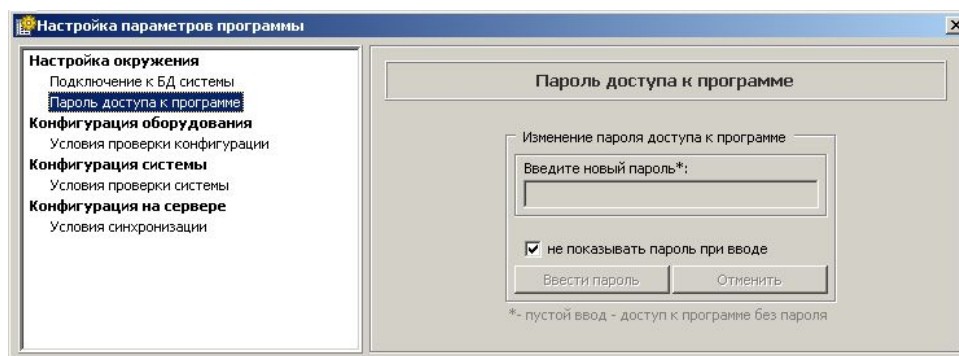 Настройка параметров программы
Настройка окружения
Подключение к БД системы
Пароль доступа к программе
Конфигурация оборудования
Условия проверки конфигурации
Конфигурация системы
Условия проверки системы
Конфигурация на сервере
Условия синхронизации
Пароль доступа к программе
Изменение пароля доступа к программе
Введите новый пароль*:
не показывать пароль при вводе
Ввести пароль Отменить
*- пустой ввод - доступ к программе без пароля